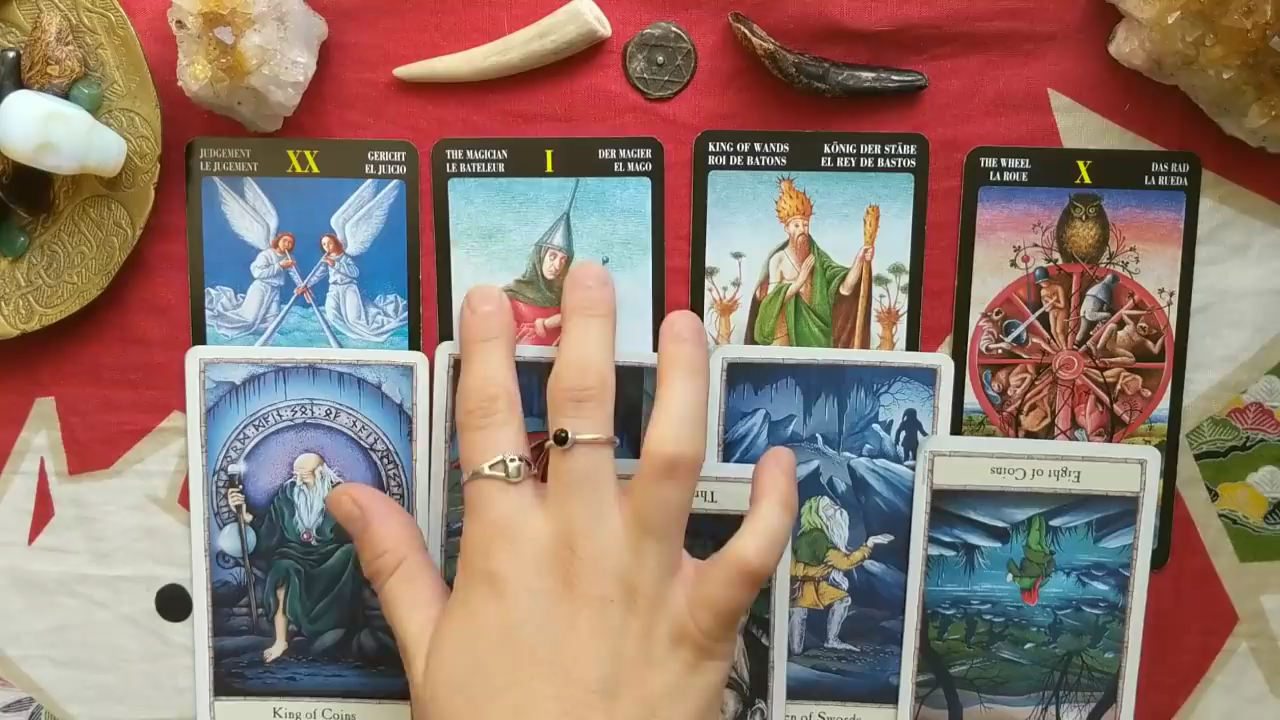 JUDGEMENT
LE JUGEMENT
XX
GERICHT
EL JUICIO
THE MAGICIAN
LE BATELEUR
I
DER MAGIER
EL MAGO
KING OF WANDS
ROI DE BATONS
KÖNIG DER STÄBE
EL REY DE BASTOS
THE WHEEL
LA ROUE
X
DAS RAD
LA RUEDA
Eight of Coins
King of Coins
of Swords